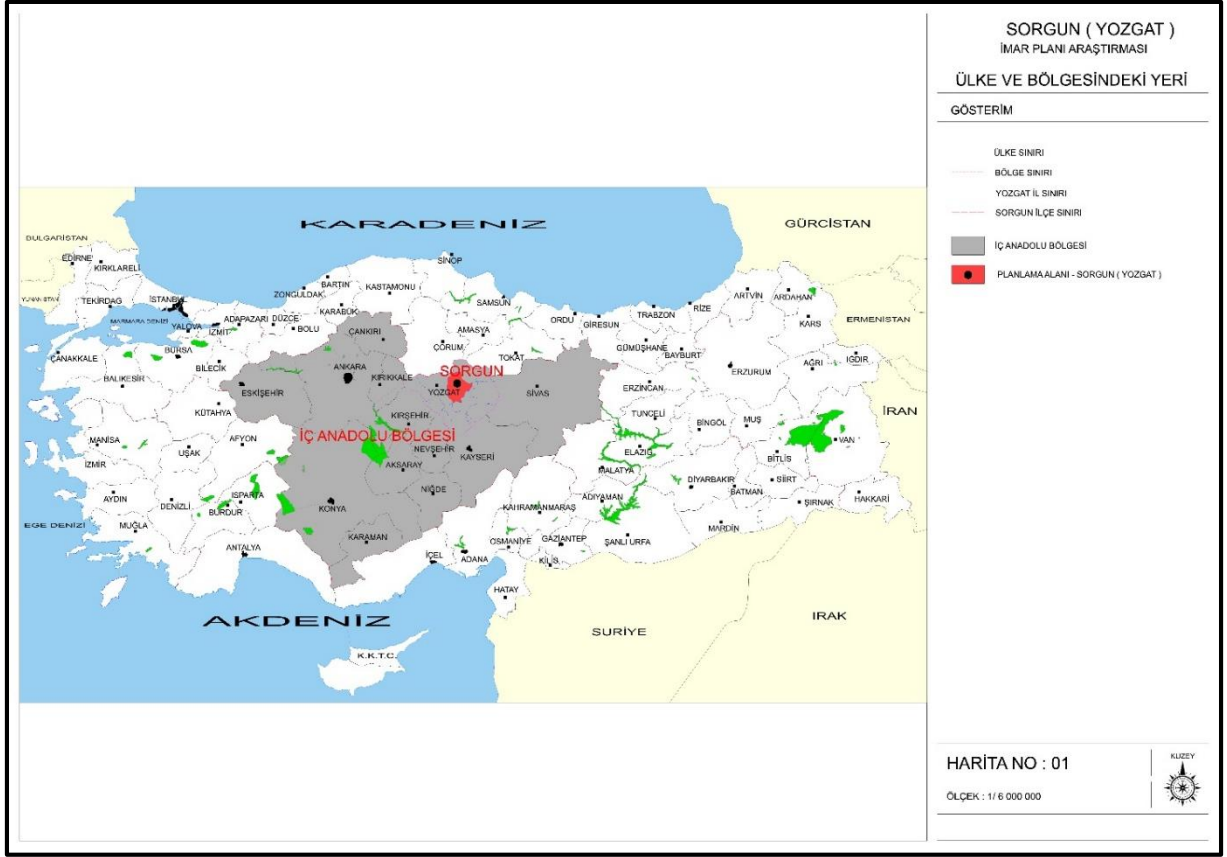 SORGUN ( YOZGAT )
İMAR PLANI ARAŞTIRMASI
ÜLKE VE BÖLGESİNDEKİ YERİ
GÖSTERİM
ÜLKE SINIRI
BÖLGE SINIRI
YOZGAT İL SINIRI
SORGUN İLÇE SINIRI
İÇ ANADOLU BÖLGESİ
PLANLAMA ALANI - SORGUN ( YOZGAT )
KARADENİZ
GÜRCİSTAN
BULGARİSTAN
EDİRNE
KIRKLARELİ
SİNOP
BARTIN
KASTAMONU
ZONGULDAK
ARTVİN
ARDAHAN
TEKİRDAG
İSTANBUL
KARABÜK
SAMSUN
TRABZON
RİZE
MARMARA DENİZİ
YALOVA
İZMİT
ADAPAZARI
DÜZCE
BOLU
ORDU
GİRESUN
KARS
ERMENİSTAN
ÇANKIRI
AMASYA
ÇORUM
TOKAT
GÜMÜŞHANE
BAYBURT
ÇANAKKALE
BURSA
BİLECİK
ANKARA
KIRIKKALE
SORGUN
ERZURUM
AĞRI
IGDIR
BALIKESİR
ESKİŞEHİR
YOZGAT
SİVAS
ERZİNCAN
KÜTAHYA
KIRŞEHİR
TUNCELİ
BİNGÖL
MUŞ
İRAN
MANİSA
UŞAK
AFYON
İÇ ANADOLU BÖLGESİ
NEVŞEHİR
KAYSERİ
ELAZIĞ
VAN
İZMİR
AKSARAY
MALATYA
BİTLİS
AYDIN
DENİZLİ
ISPARTA
BURDUR
KONYA
NİĞDE
KAHRAMANMARAŞ
ADIYAMAN
DİYARBAKIR
BATMAN
SİİRT
ŞIRNAK
HAKKARİ
EGE DENİZİ
MUĞLA
ANTALYA
KARAMAN
İÇEL
ADANA
OSMANİYE
GAZİANTEP
KİLİS
ŞANLI URFA
MARDİN
HATAY
AKDENİZ
SURİYE
IRAK
K.K.T.C.
HARİTA NO : 01
ÖLÇEK : 1/ 6 000 000
KUZEY